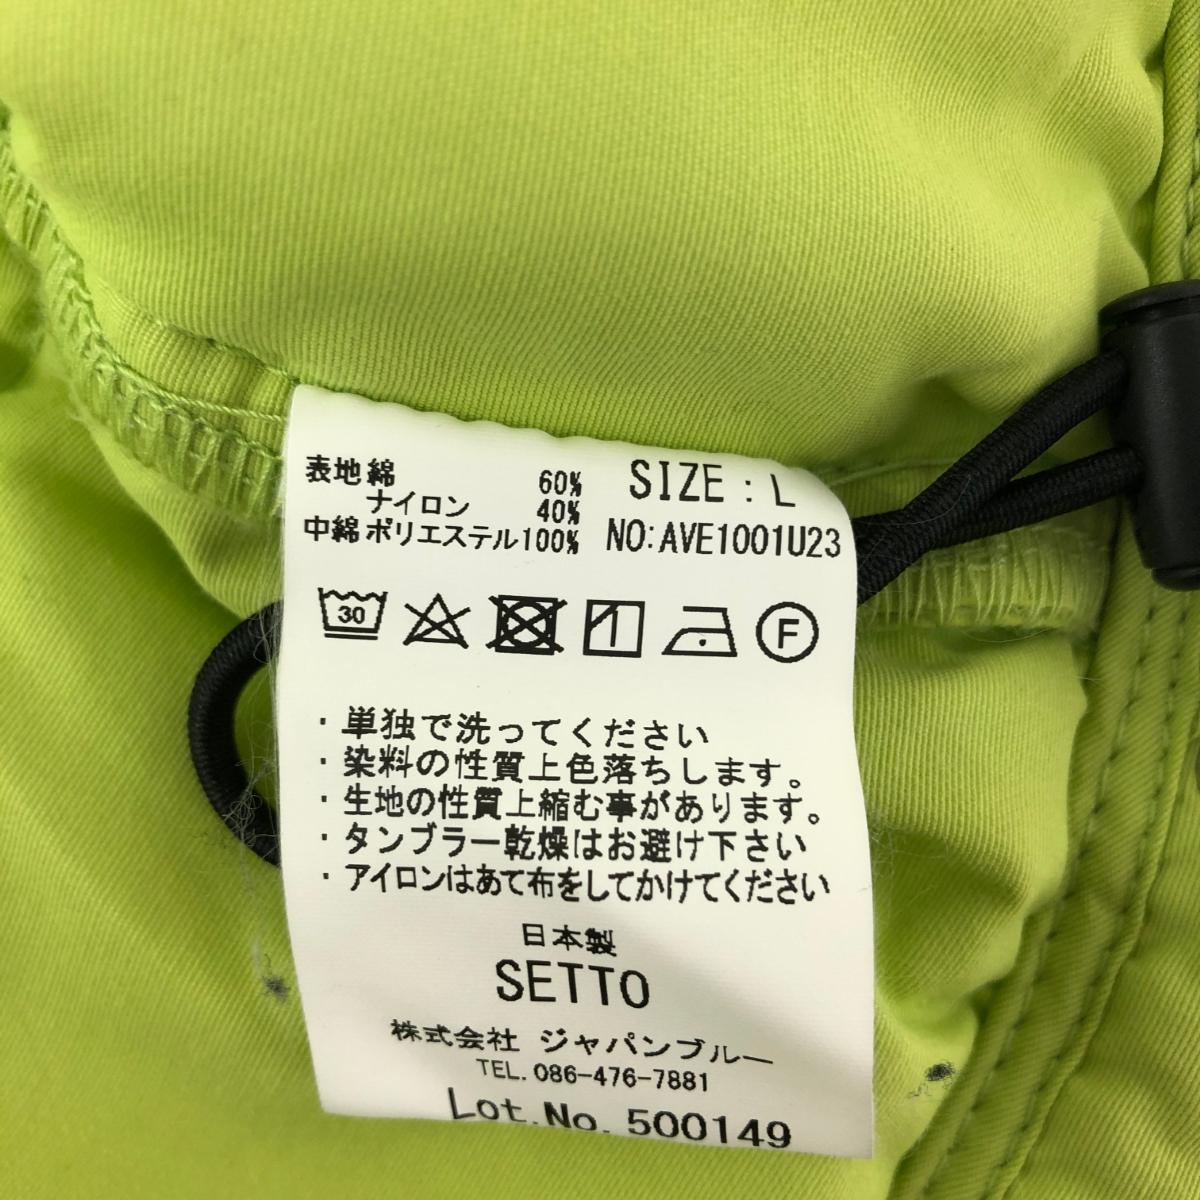 表地 綿 60%
ナイロン 40%
中綿 ポリエステル 100%
SIZE : L
NO:AVE1001U23
30
F
・単独で洗ってください
・染料の性質上色落ちします。
・生地の性質上縮む事があります。
・タンブラー乾燥はお避け下さい
・アイロンはあて布をしてかけてください
日本製
SETTO
株式会社 ジャパンブルー
TEL. 086-476-7881
Lot.No. 500149